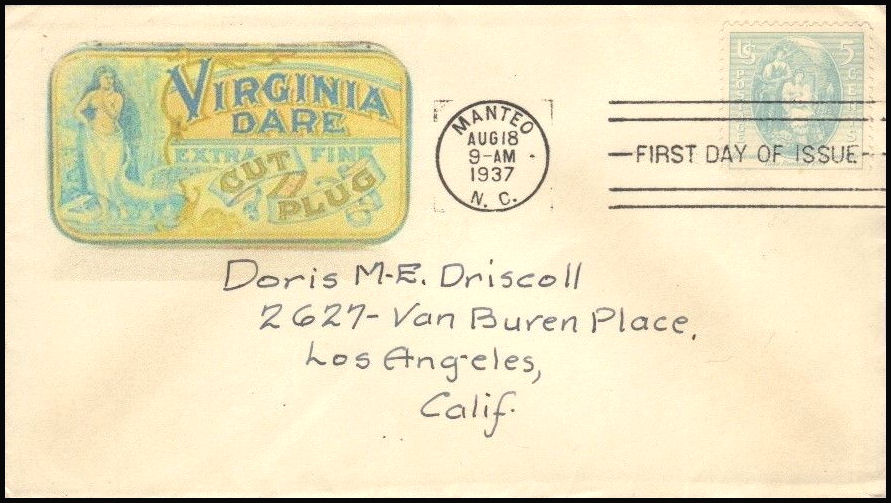 VIRGINIA
DARE
EXTRA FINE
CUT
PLUG
MANTEO
AUG 18
9-AM
1937
N. C.
FIRST DAY OF ISSUE
US POSTAGE
5 CENTS
Doris M-E. Driscoll
2627- Van Buren Place.
Los Angeles,
Calif.